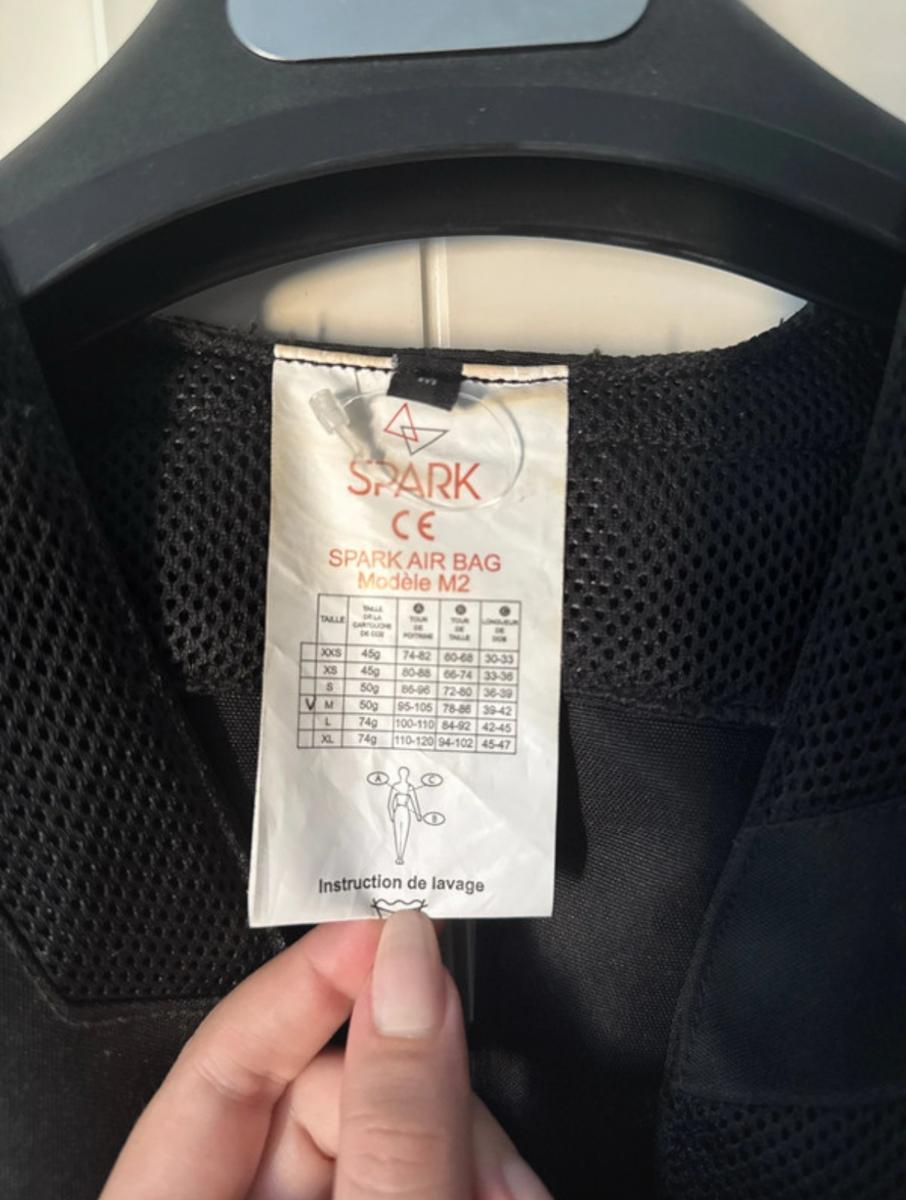 SPARK
CE
SPARK AIR BAG
Modèle M2
TAILLE TAILLE DE LA CARTOUCHE DE CO2 A TOUR DE POITRINE B TOUR DE TAILLE C LONGUEUR DE DOS
XXS 45g 74-82 60-68 30-33
XS 45g 80-88 66-74 33-36
S 50g 86-96 72-80 36-39
V M 50g 95-105 78-86 39-42
L 74g 100-110 84-92 42-45
XL 74g 110-120 94-102 45-47
A C
B
Instruction de lavage